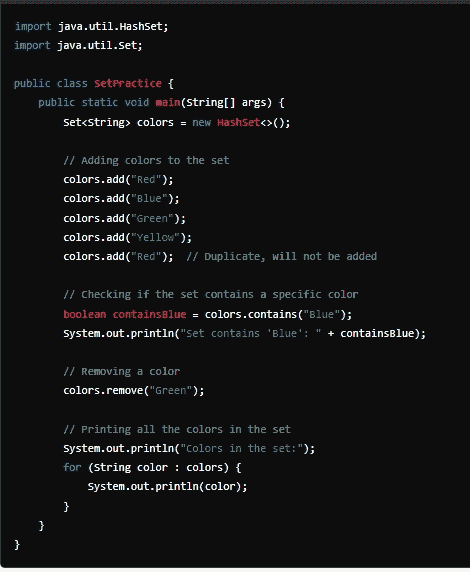 import java.util.HashSet;
import java.util.Set;

public class SetPractice {
    public static void main(String[] args) {
        Set<String> colors = new HashSet<>();

        // Adding colors to the set
        colors.add("Red");
        colors.add("Blue");
        colors.add("Green");
        colors.add("Yellow");
        colors.add("Red");  // Duplicate, will not be added

        // Checking if the set contains a specific color
        boolean containsBlue = colors.contains("Blue");
        System.out.println("Set contains 'Blue': " + containsBlue);

        // Removing a color
        colors.remove("Green");

        // Printing all the colors in the set
        System.out.println("Colors in the set:");
        for (String color : colors) {
            System.out.println(color);
        }
    }
}